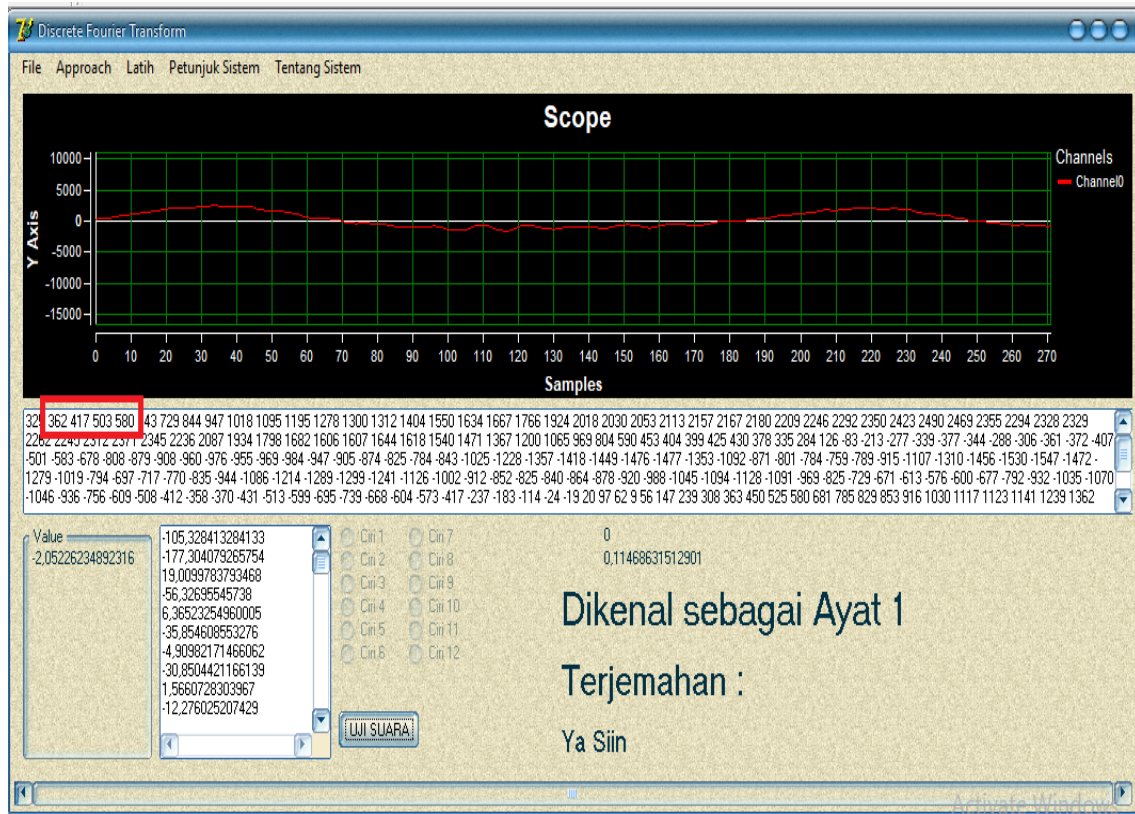 Discrete Fourier Transform
File Approach Latih Petunjuk Sistem Tentang Sistem
Scope
Channels
Channel0
Y Axis
10000
5000
0
-5000
-10000
-15000
0 10 20 30 40 50 60 70 80 90 100 110 120 130 140 150 160 170 180 190 200 210 220 230 240 250 260 270
Samples
362 417 503 580 43 729 844 947 1018 1095 1195 1278 1300 1312 1404 1550 1634 1667 1766 1924 2018 2030 2053 2113 2157 2167 2180 2209 2246 2292 2350 2423 2490 2469 2355 2294 2328 2329
2345 2236 2087 1934 1798 1682 1606 1607 1644 1618 1540 1471 1367 1200 1065 969 804 590 453 404 399 425 430 378 335 284 126 -83 -213 -277 -339 -377 -344 -288 -306 -361 -372 -407
-501 -583 -678 -808 -879 -908 -960 -976 -955 -969 -984 -947 -905 -874 -825 -784 -843 -1025 -1228 -1357 -1418 -1449 -1476 -1477 -1353 -1092 -871 -801 -784 -759 -789 -915 -1107 -1310 -1456 -1530 -1547 -1472 -
1279 -1019 -794 -697 -717 -770 -835 -944 -1086 -1214 -1289 -1299 -1241 -1126 -1002 -912 -852 -825 -840 -864 -878 -920 -988 -1045 -1094 -1128 -1091 -969 -825 -729 -671 -613 -576 -600 -677 -792 -932 -1035 -1070
-1046 -936 -756 -609 -508 -412 -358 -370 -431 -513 -599 -695 -739 -668 -604 -573 -417 -237 -183 -114 -24 -19 20 97 62 9 56 147 239 308 363 450 525 580 681 785 829 853 916 1030 1117 1123 1141 1239 1362
Value
-2,05226234892316
-105,328413284133
-177,304079265754
19,0099783793468
-56,32695545738
6,36523254960005
-35,854608553276
-4,90982171466062
-30,8504421166139
1,5660728303967
-12,276025207429
Ciri 1 Ciri 7
Ciri 2 Ciri 8
Ciri 3 Ciri 9
Ciri 4 Ciri 10
Ciri 5 Ciri 11
Ciri 6 Ciri 12
UJI SUARA
0
0,11468631512901
Dikenal sebagai Ayat 1
Terjemahan :
Ya Siin
Activate Windows